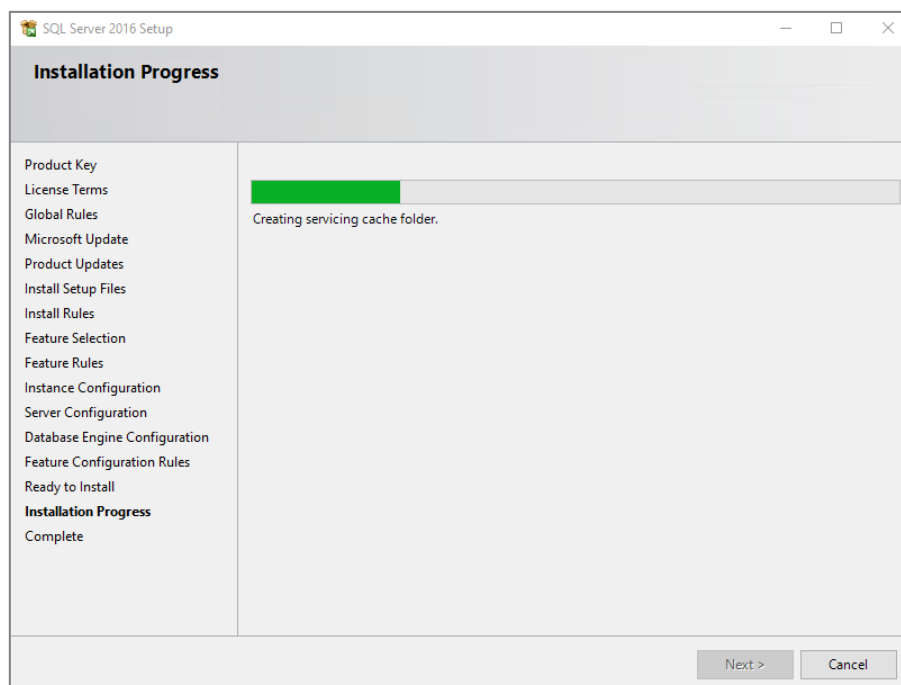 SQL Server 2016 Setup
Installation Progress
Product Key
License Terms
Global Rules
Microsoft Update
Product Updates
Install Setup Files
Install Rules
Feature Selection
Feature Rules
Instance Configuration
Server Configuration
Database Engine Configuration
Feature Configuration Rules
Ready to Install
Installation Progress
Complete
Creating servicing cache folder.
Next >
Cancel